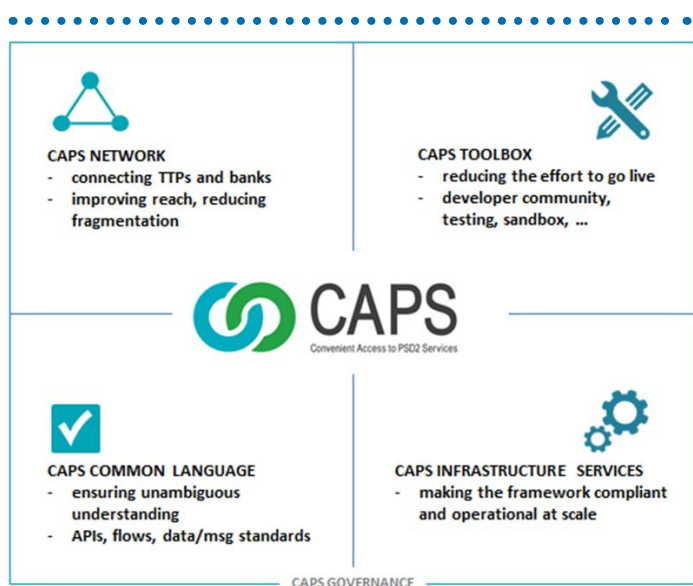 CAPS NETWORK
- connecting TTPs and banks
- improving reach, reducing
fragmentation
CAPS TOOLBOX
- reducing the effort to go live
- developer community,
testing, sandbox, ...
CAPS
Convenient Access to PSD2 Services
CAPS COMMON LANGUAGE
- ensuring unambiguous
understanding
- APIs, flows, data/msg standards
CAPS INFRASTRUCTURE SERVICES
- making the framework compliant
and operational at scale
CAPS GOVERNANCE